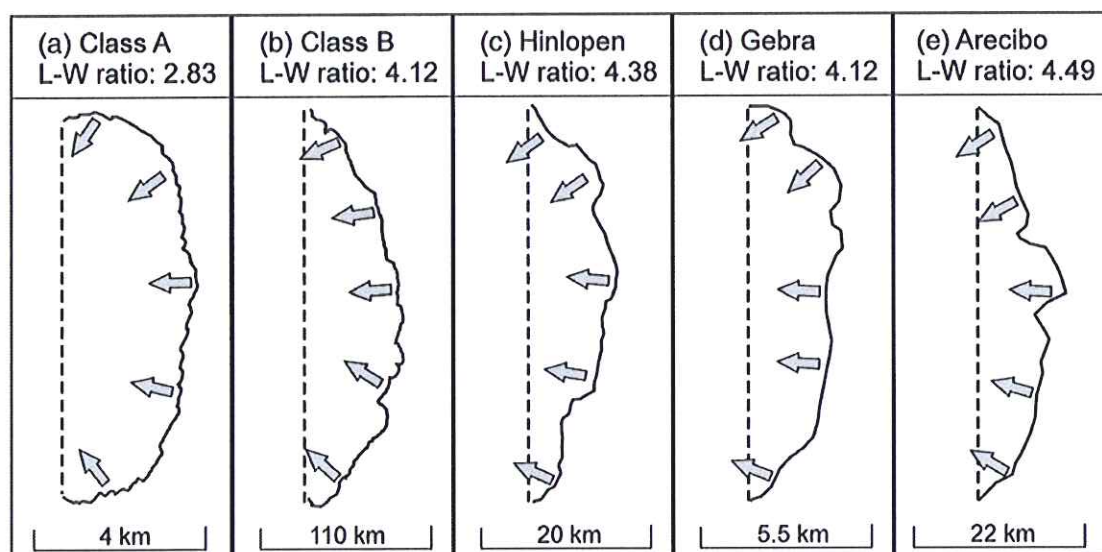 (a) Class A
L-W ratio: 2.83
(b) Class B
L-W ratio: 4.12
(c) Hinlopen
L-W ratio: 4.38
(d) Gebra
L-W ratio: 4.12
(e) Arecibo
L-W ratio: 4.49
4 km
110 km
20 km
5.5 km
22 km